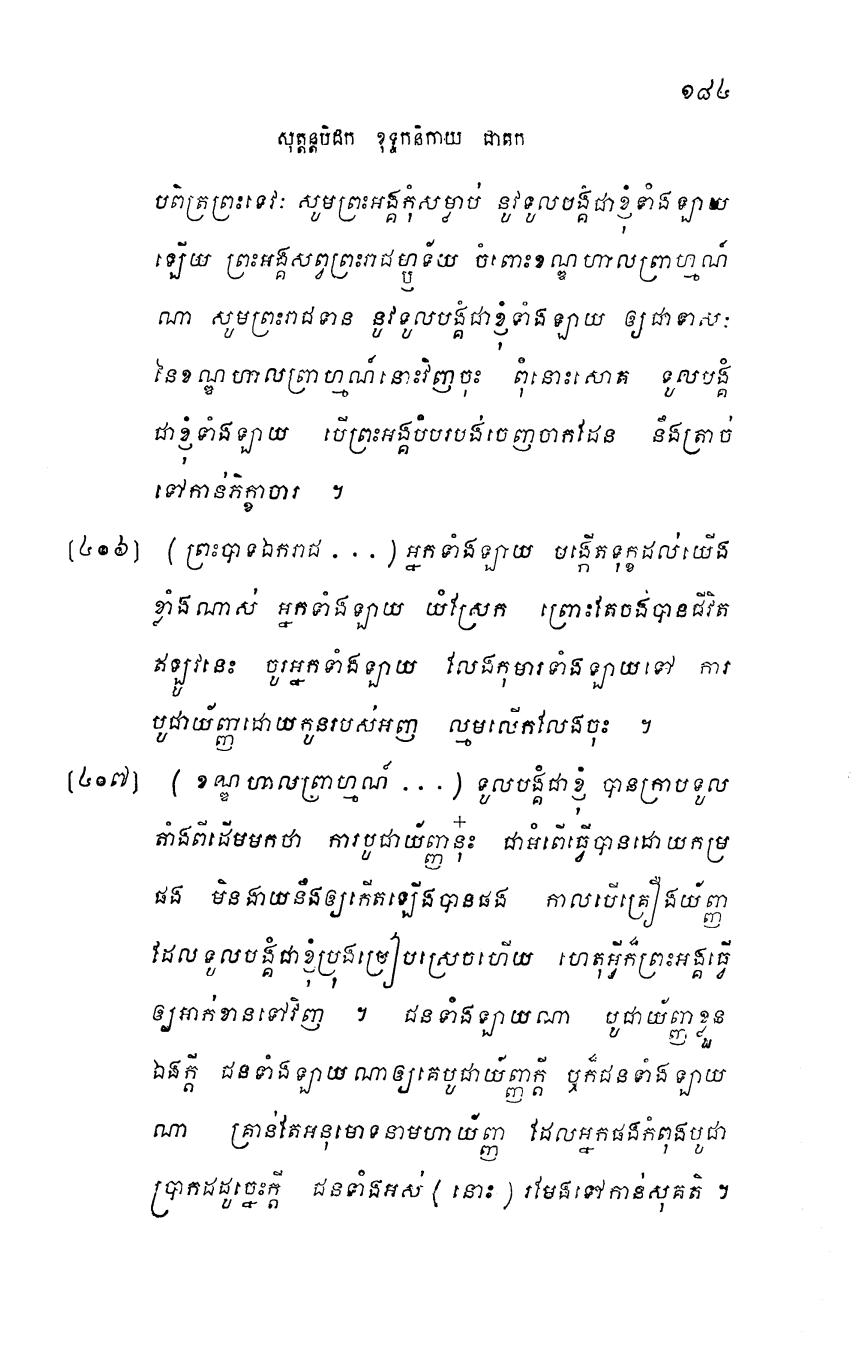 ១៨៤
សុត្តន្តបិដក ខុទ្ទកនិកាយ ជាតក
បពិត្រព្រះទេវៈ សូមព្រះអង្គកុំសម្លាប់ នូវទូលបង្គំជាខ្ញុំទាំងឡាយ
ឡើយ ព្រះអង្គសព្វព្រះរាជហ្ឫទ័យ ចំពោះខណ្ឌហាលព្រាហ្មណ៍
ណា សូមព្រះរាជទាន នូវទូលបង្គំជាខ្ញុំទាំងឡាយ ឲ្យជាទាសៈ
នៃខណ្ឌហាលព្រាហ្មណ៍នោះវិញចុះ ពុំនោះសោត ទូលបង្គំ
ជាខ្ញុំទាំងឡាយ បើព្រះអង្គបំបរបង់ចេញចាកដែន នឹងត្រាច់
ទៅកាន់ភិក្ខាចារ ។
[៤០៦] (ព្រះបាទឯករាជ . . . ) អ្នកទាំងឡាយ បង្កើតទុក្ខដល់យើង
ខ្លាំងណាស់ អ្នកទាំងឡាយ យំស្រែក ព្រោះតែចង់បានជីវិត
ឥឡូវនេះ ចូរអ្នកទាំងឡាយ លែងកុមារទាំងឡាយទៅ ការ
បូជាយ័ញ្ញដោយកូនរបស់អញ ល្មមលើកលែងចុះ ។
[៤០៧] ( ខណ្ឌហាលព្រាហ្មណ៍ . . . ) ទូលបង្គំជាខ្ញុំ បានក្រាបទូល
តាំងពីដើមមកថា ការបូជាយ័ញ្ញនុ៎ះ ជាអំពើធ្វើបានដោយកម្រ
ផង មិនងាយនឹងឲ្យកើតឡើងបានផង កាលបើគ្រឿងយ័ញ្ញ
ដែលទូលបង្គំជាខ្ញុំប្រុងម្រៀបស្រេចហើយ ហេតុអ្វីក៏ព្រះអង្គធ្វើ
ឲ្យអាក់ខានទៅវិញ ។ ជនទាំងឡាយណា បូជាយ័ញ្ញខ្លួន
ឯងក្តី ជនទាំងឡាយណាឲ្យគេបូជាយ័ញ្ញក្តី ឬក៏ជនទាំងឡាយ
ណា គ្រាន់តែអនុមោទនាមហាយ័ញ្ញ ដែលអ្នកផងកំពុងបូជា
ប្រាកដដូច្នេះក្តី ជនទាំងអស់ ( នោះ ) រមែងទៅកាន់សុគតិ ។